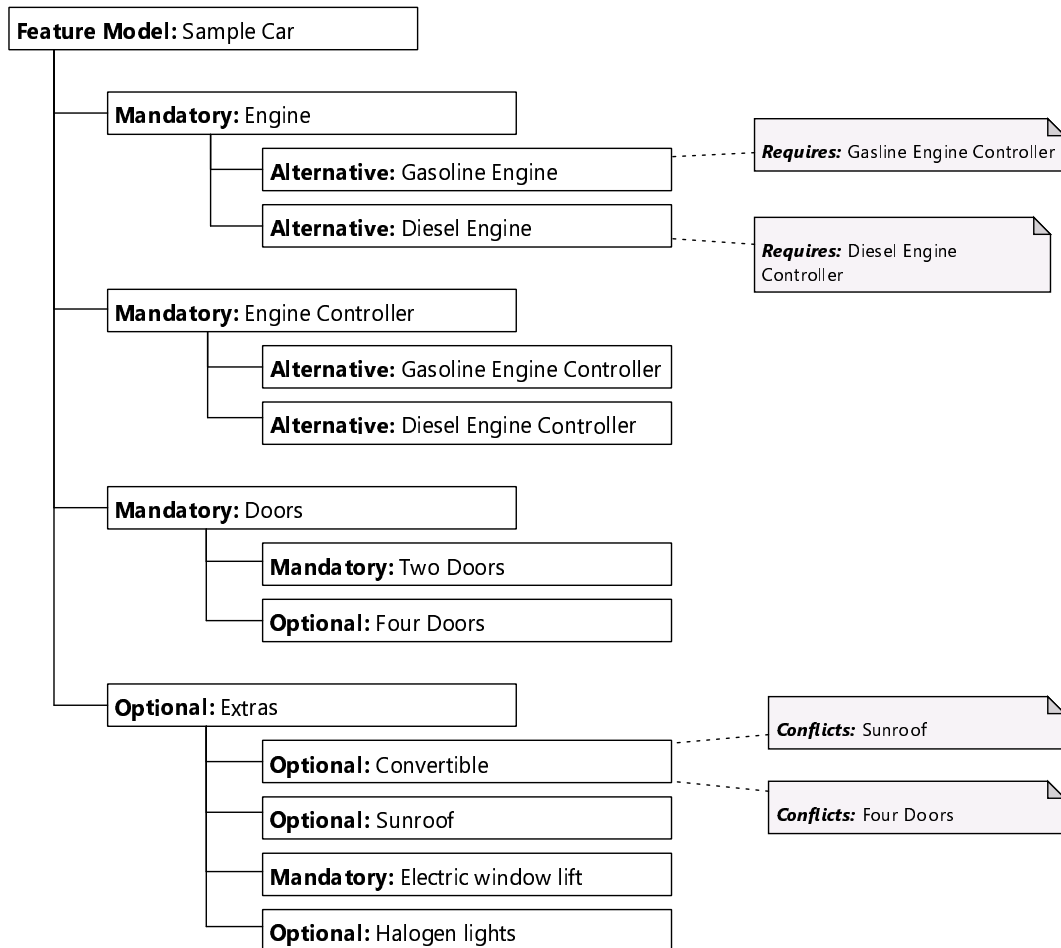 Feature Model: Sample Car
Mandatory: Engine
Alternative: Gasoline Engine
Requires: Gasline Engine Controller
Alternative: Diesel Engine
Requires: Diesel Engine
Controller
Mandatory: Engine Controller
Alternative: Gasoline Engine Controller
Alternative: Diesel Engine Controller
Mandatory: Doors
Mandatory: Two Doors
Optional: Four Doors
Optional: Extras
Optional: Convertible
Conflicts: Sunroof
Conflicts: Four Doors
Optional: Sunroof
Mandatory: Electric window lift
Optional: Halogen lights